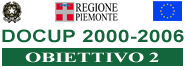 REGIONE
PIEMONTE
DOCUP 2000-2006
OBIETTIVO 2